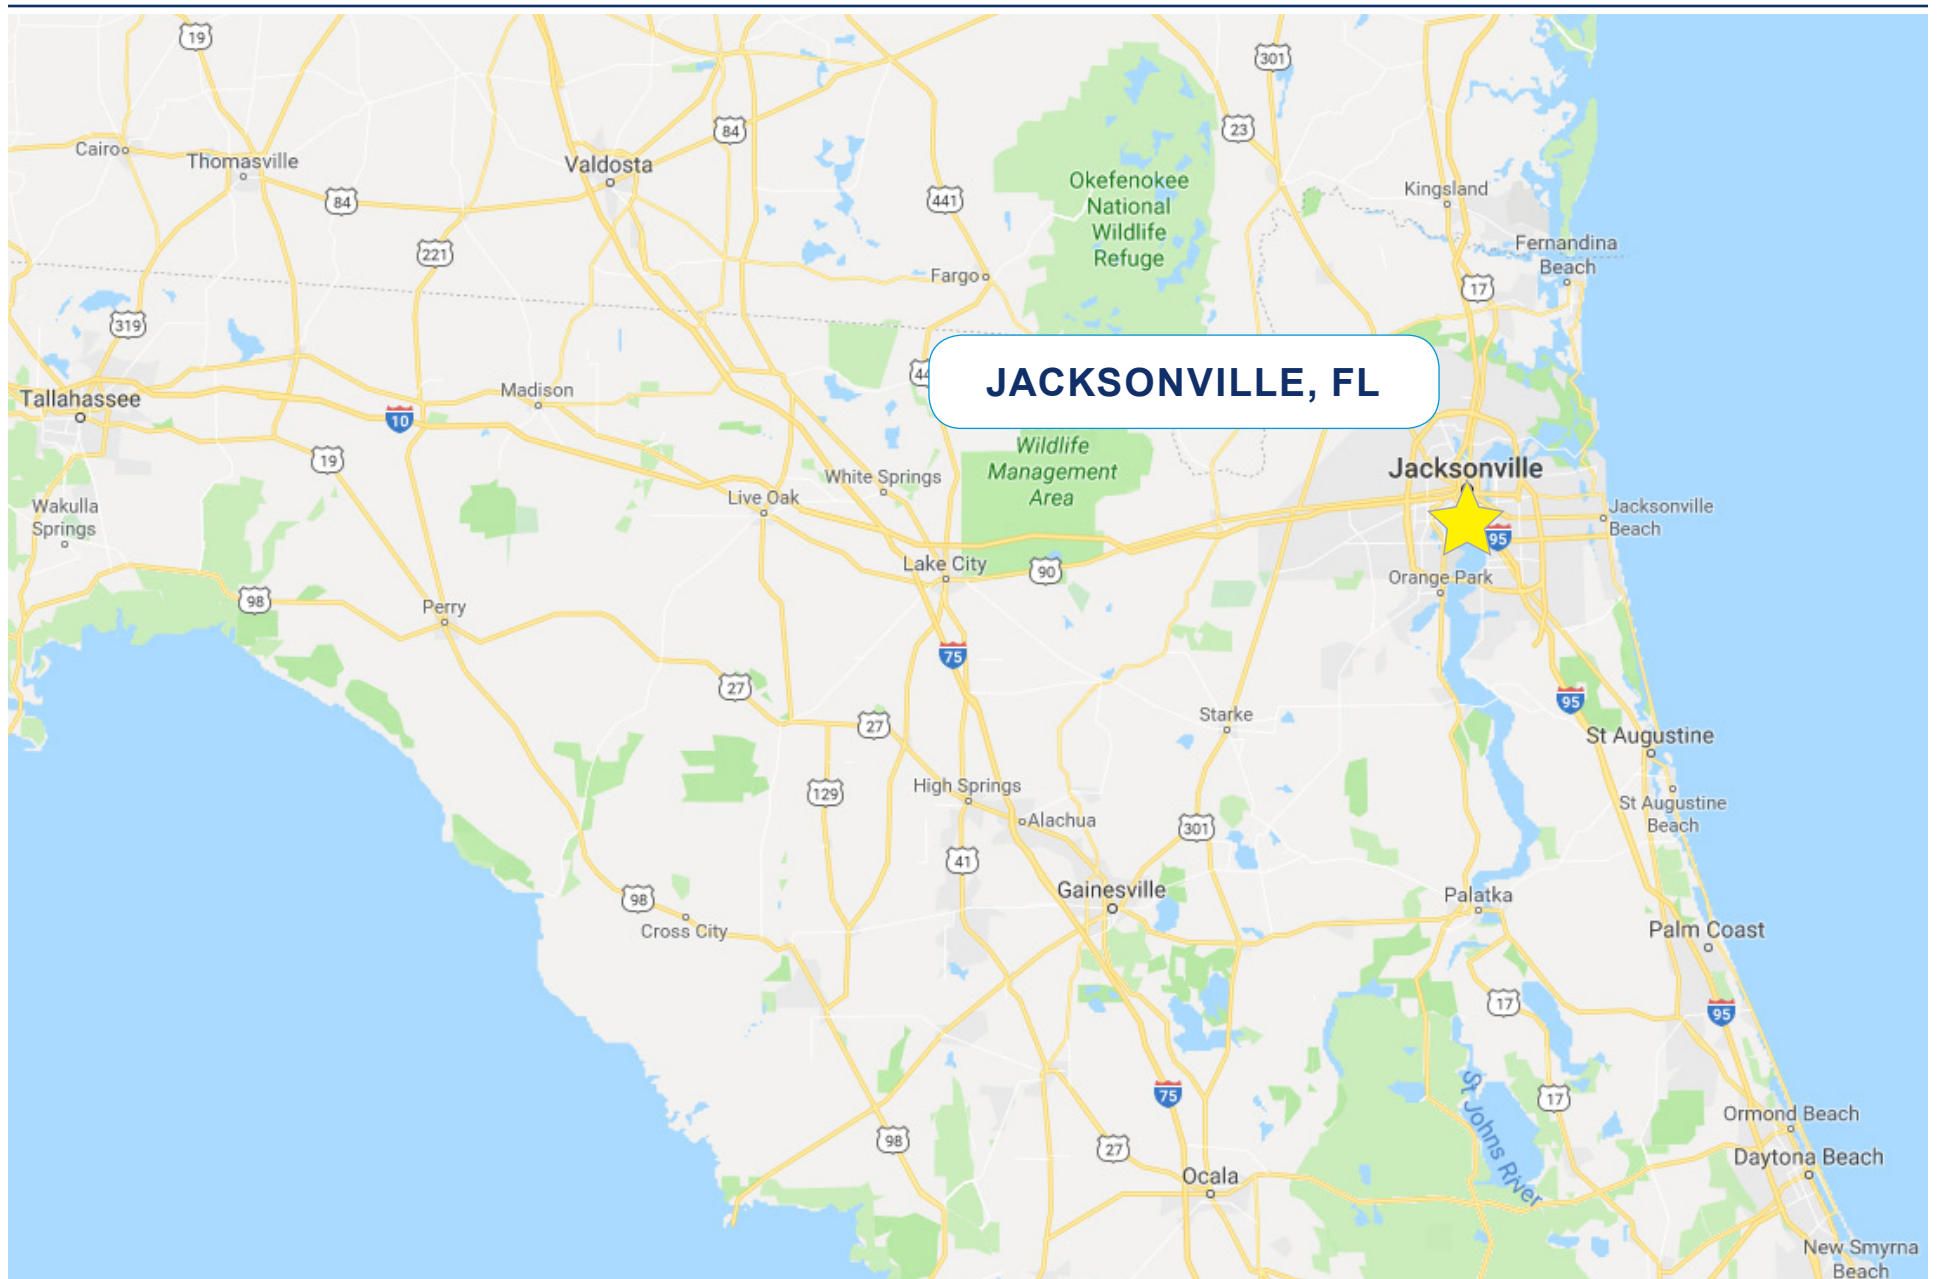 19
301
84
23
Cairo
Thomasville
Valdosta
84
441
Okefenokee
National
Wildlife
Refuge
Kingsland
221
Fernandina
Beach
Fargo
17
319
JACKSONVILLE, FL
44
Tallahassee
Madison
10
19
Wildlife
Management
Area
Jacksonville
White Springs
Live Oak
Wakulla
Springs
Jacksonville
Beach
95
Lake City
90
Orange Park
98
Perry
75
27
95
27
Starke
St Augustine
129
High Springs
St Augustine
Beach
Alachua
301
41
Gainesville
98
Palatka
Cross City
Palm Coast
17
95
75
St Johns River
17
Ormond Beach
98
27
Daytona Beach
Ocala
New Smyrna
Beach